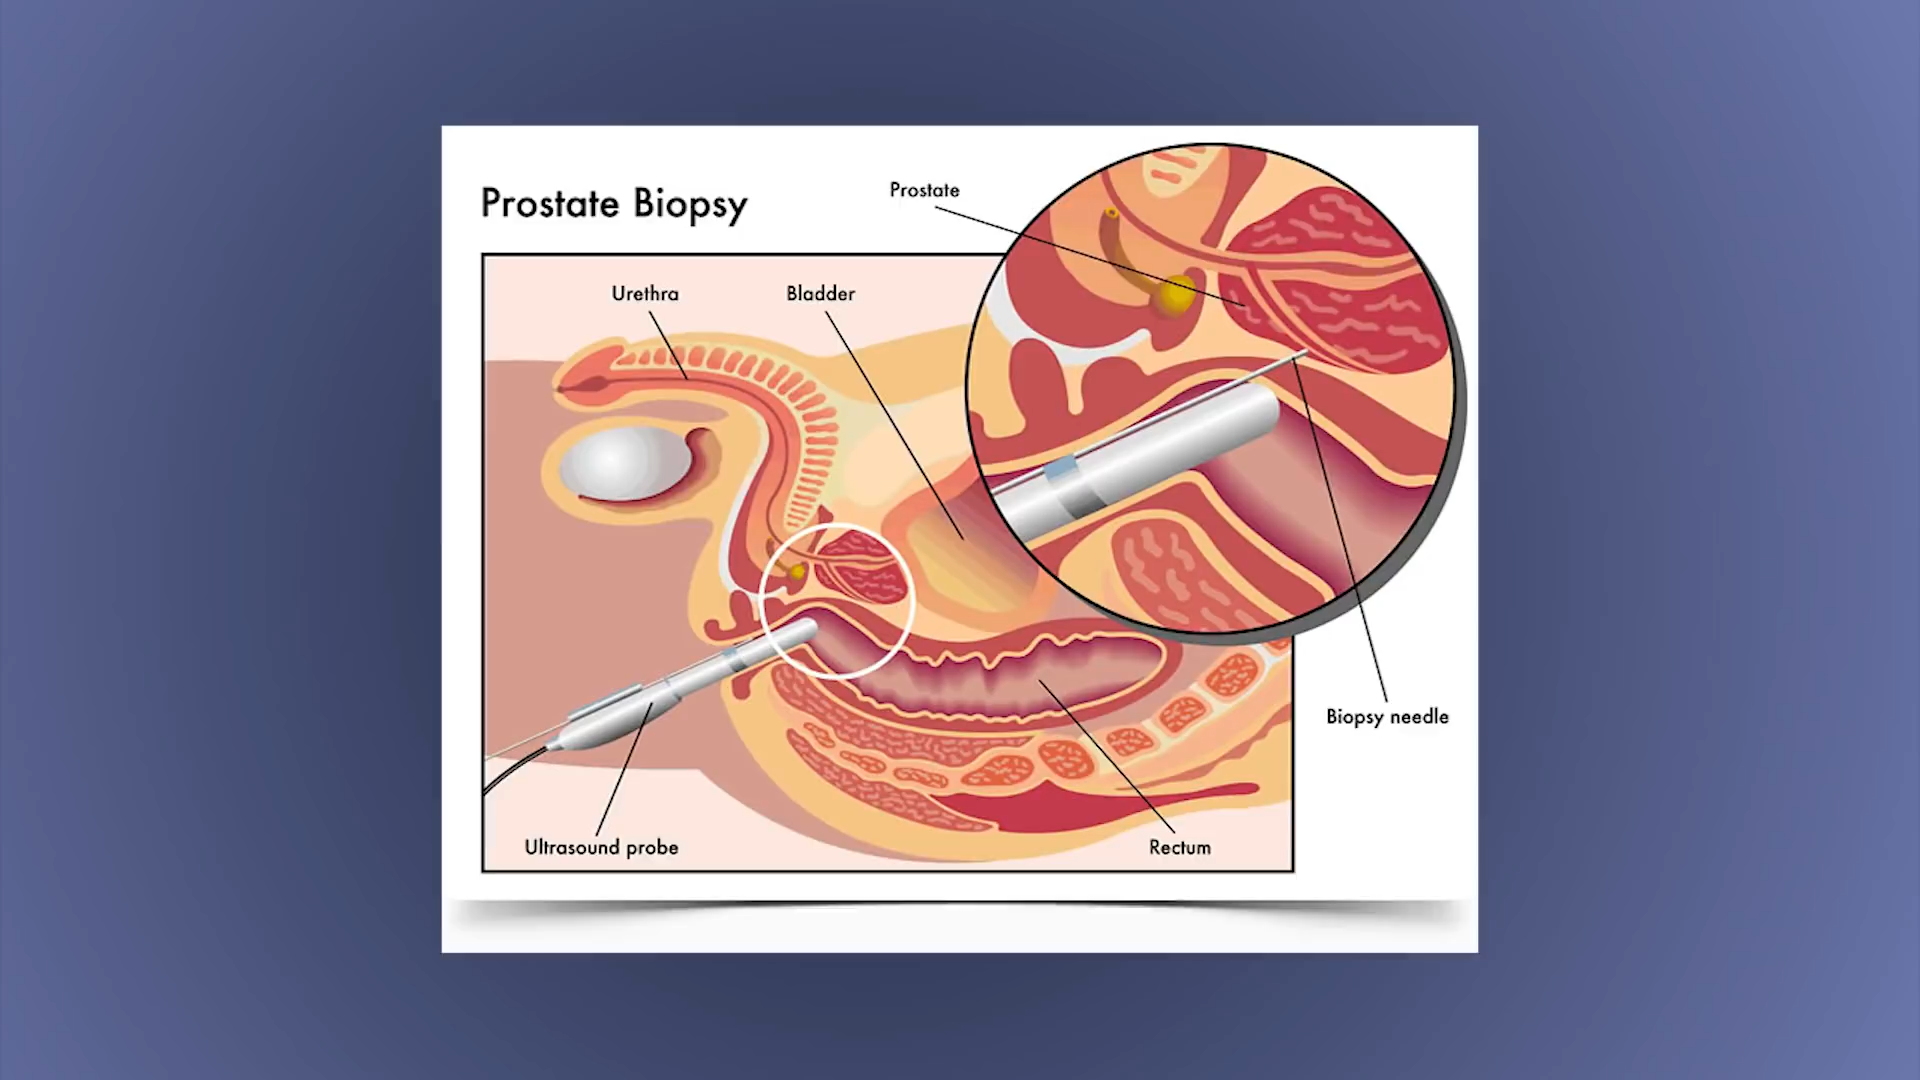 Prostate Biopsy
Prostate
Urethra
Bladder
Biopsy needle
Ultrasound probe
Rectum